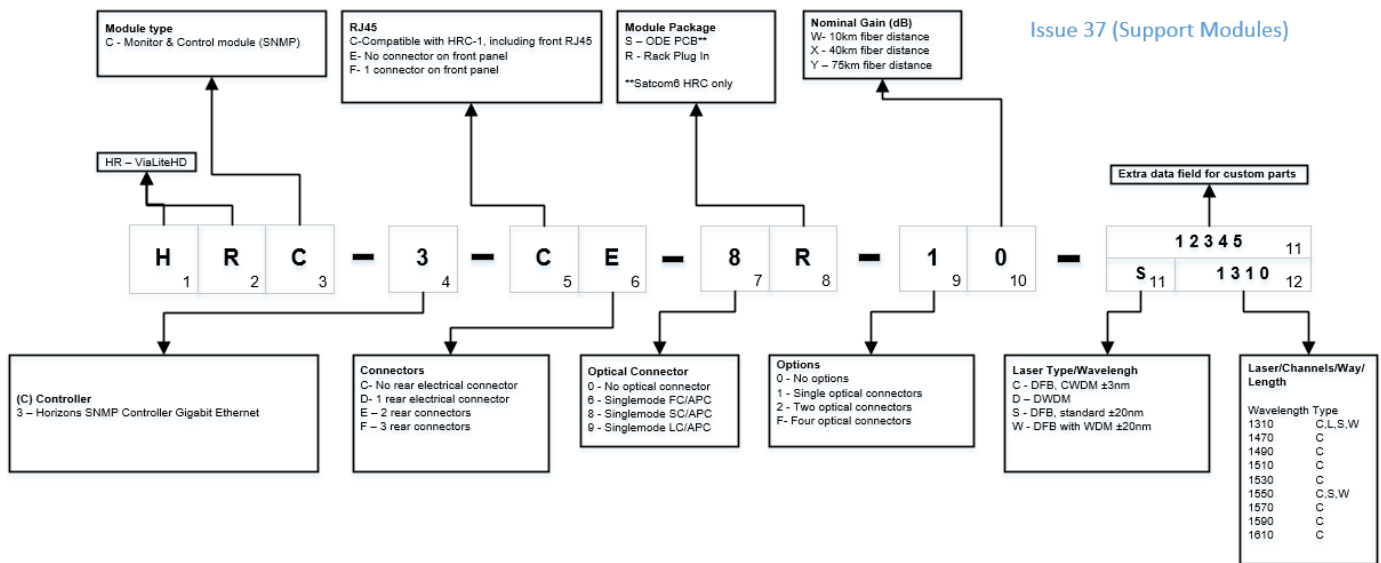 Issue 37 (Support Modules)
Module type
C - Monitor & Control module (SNMP)
RJ45
C-Compatible with HRC-1, including front RJ45
E- No connector on front panel
F- 1 connector on front panel
Module Package
S – ODE PCB**
R - Rack Plug In
**Satcom6 HRC only
Nominal Gain (dB)
W- 10km fiber distance
X - 40km fiber distance
Y – 75km fiber distance
HR – ViaLiteHD
Extra data field for custom parts
H 1 R 2 C 3 – 3 4 - C 5 E 6 – 8 7 R 8 – 1 9 0 10 –
1 2 3 4 5 11
S 11 1 3 1 0 12
(C) Controller
3 – Horizons SNMP Controller Gigabit Ethernet
Connectors
C- No rear electrical connector
D- 1 rear electrical connector
E – 2 rear connectors
F – 3 rear connectors
Optical Connector
0 - No optical connector
6 - Singlemode FC/APC
8 - Singlemode SC/APC
9 - Singlemode LC/APC
Options
0 - No options
1 - Single optical connectors
2 - Two optical connectors
F- Four optical connectors
Laser Type/Wavelengh
C - DFB, CWDM ±3nm
D – DWDM
S - DFB, standard ±20nm
W - DFB with WDM ±20nm
Laser/Channels/Way/
Length
Wavelength Type
1310 C,L,S,W
1470 C
1490 C
1510 C
1530 C
1550 C,S,W
1570 C
1590 C
1610 C